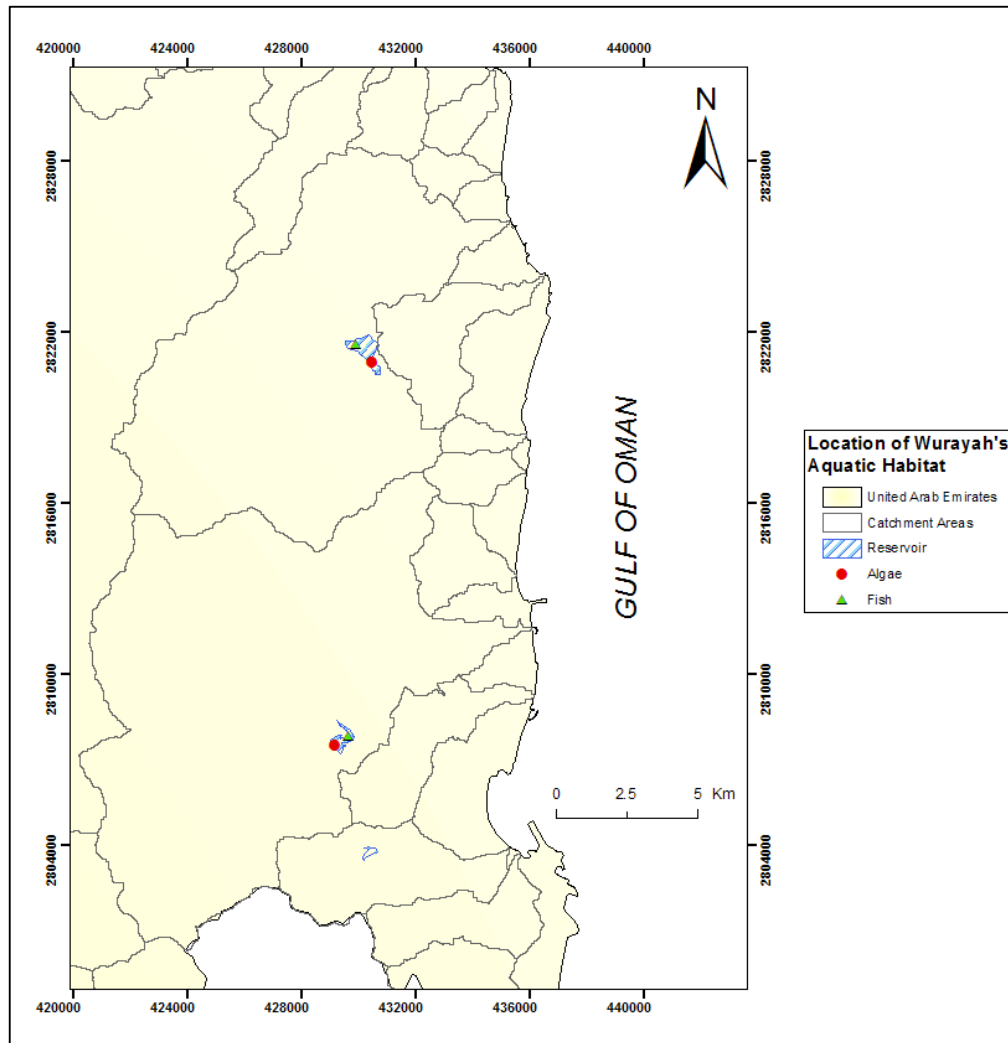 420000 424000 428000 432000 436000 440000
N
2828000 2828000
2822000 2822000
2816000 2816000
2810000 2810000
2804000 2804000
GULF OF OMAN
0 2.5 5 Km
420000 424000 428000 432000 436000 440000
Location of Wurayah's
Aquatic Habitat
United Arab Emirates
Catchment Areas
Reservoir
Algae
Fish